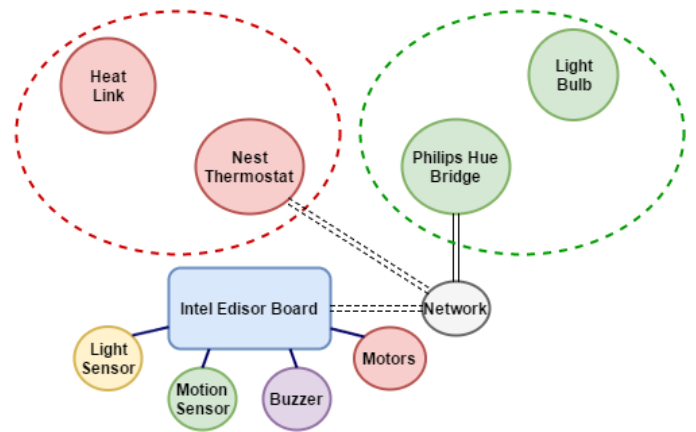 Heat
Link
Light
Bulb
Nest
Thermostat
Philips Hue
Bridge
Intel Edisor Board
Network
Light
Sensor
Motion
Sensor
Buzzer
Motors